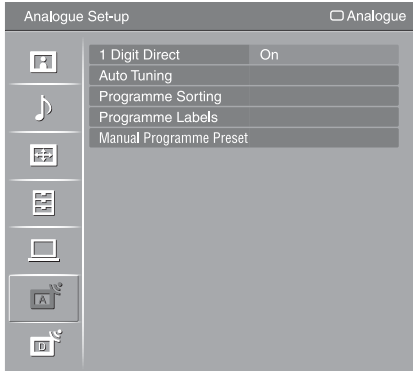 Analogue Set-up Analogue
1 Digit Direct On
Auto Tuning
Programme Sorting
Programme Labels
Manual Programme Preset
A
D